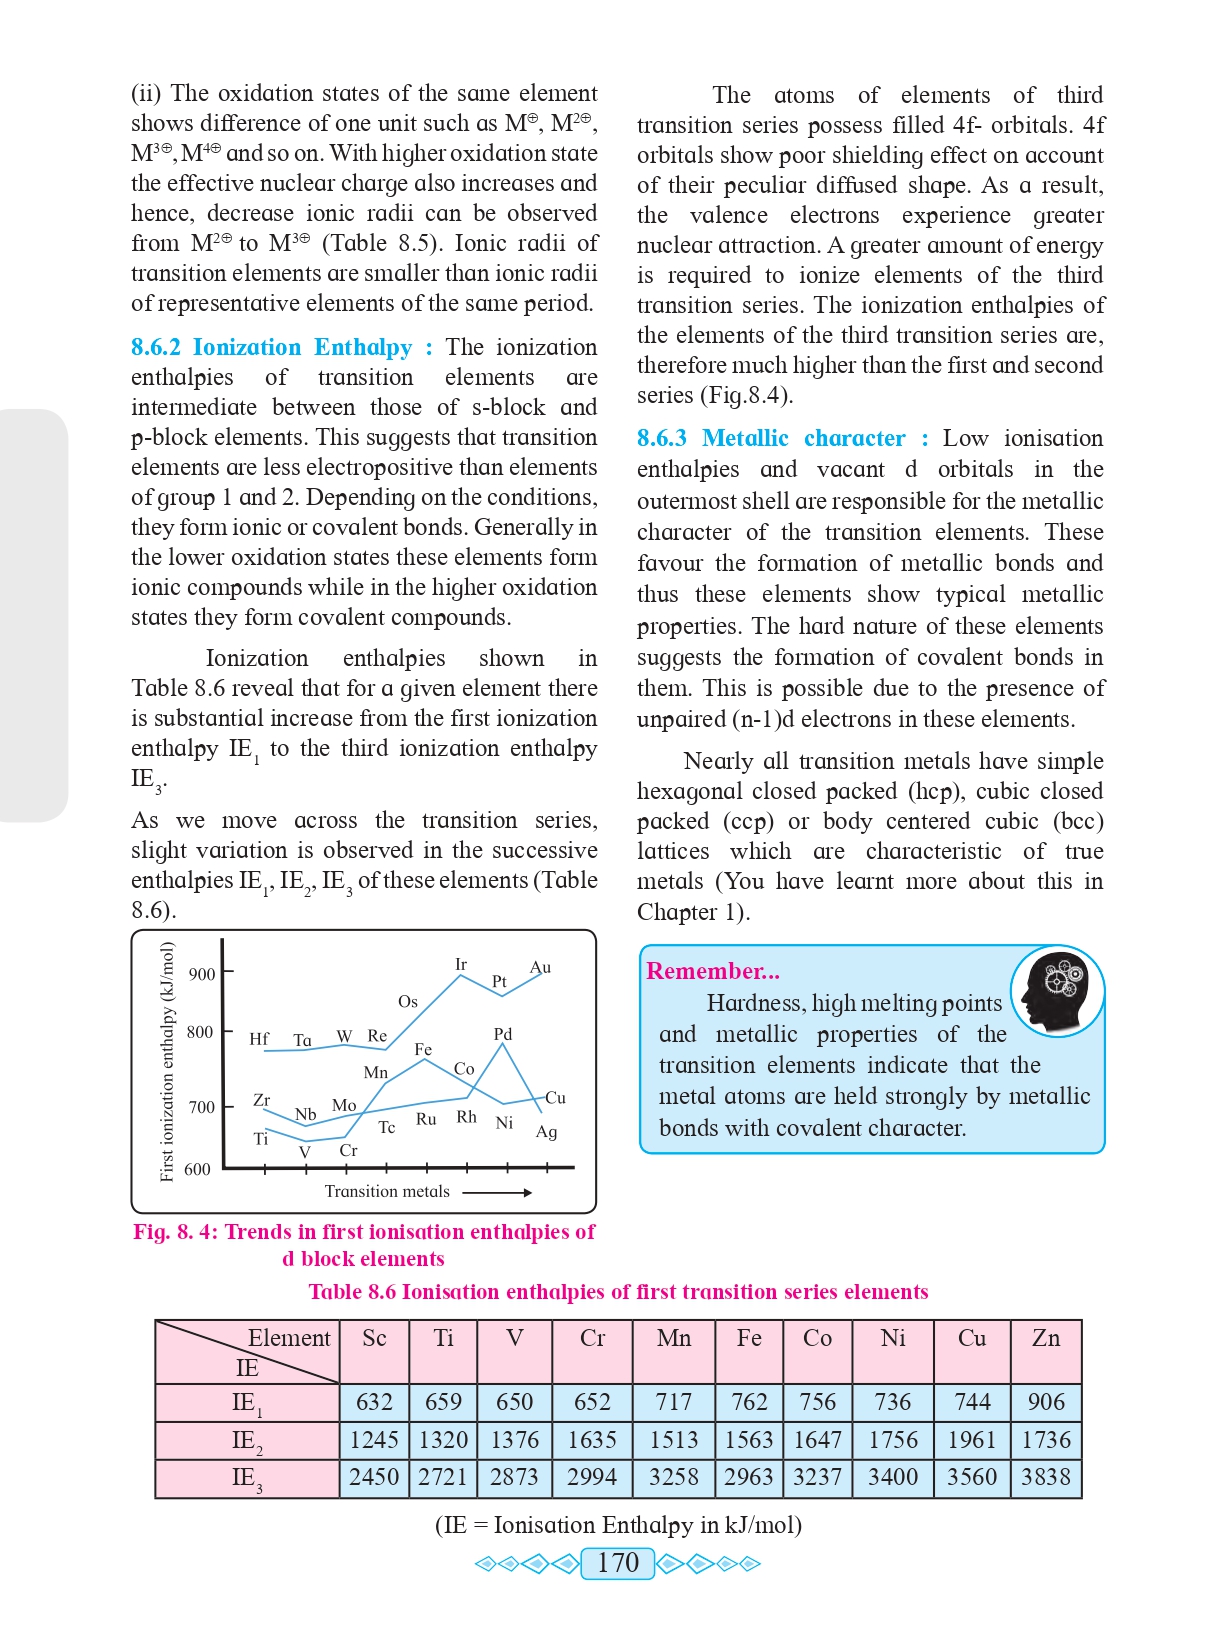 (ii) The oxidation states of the same element
shows difference of one unit such as M⊕, M2⊕,
M3⊕, M4⊕ and so on. With higher oxidation state
the effective nuclear charge also increases and
hence, decrease ionic radii can be observed
from M2⊕ to M3⊕ (Table 8.5). Ionic radii of
transition elements are smaller than ionic radii
of representative elements of the same period.
8.6.2 Ionization Enthalpy : The ionization
enthalpies of transition elements are
intermediate between those of s-block and
p-block elements. This suggests that transition
elements are less electropositive than elements
of group 1 and 2. Depending on the conditions,
they form ionic or covalent bonds. Generally in
the lower oxidation states these elements form
ionic compounds while in the higher oxidation
states they form covalent compounds.
Ionization enthalpies shown in
Table 8.6 reveal that for a given element there
is substantial increase from the first ionization
enthalpy IE1 to the third ionization enthalpy
IE3.
As we move across the transition series,
slight variation is observed in the successive
enthalpies IE1, IE2, IE3 of these elements (Table
8.6).
First ionization enthalpy (kJ/mol)
900
800
700
600
Hf Ta W Re Os Ir Pt Au
Zr Nb Mo Tc Ru Rh Pd Ag
Ti V Cr Mn Fe Co Ni Cu
Transition metals
Fig. 8. 4: Trends in first ionisation enthalpies of
d block elements
The atoms of elements of third
transition series possess filled 4f- orbitals. 4f
orbitals show poor shielding effect on account
of their peculiar diffused shape. As a result,
the valence electrons experience greater
nuclear attraction. A greater amount of energy
is required to ionize elements of the third
transition series. The ionization enthalpies of
the elements of the third transition series are,
therefore much higher than the first and second
series (Fig.8.4).
8.6.3 Metallic character : Low ionisation
enthalpies and vacant d orbitals in the
outermost shell are responsible for the metallic
character of the transition elements. These
favour the formation of metallic bonds and
thus these elements show typical metallic
properties. The hard nature of these elements
suggests the formation of covalent bonds in
them. This is possible due to the presence of
unpaired (n-1)d electrons in these elements.
Nearly all transition metals have simple
hexagonal closed packed (hcp), cubic closed
packed (ccp) or body centered cubic (bcc)
lattices which are characteristic of true
metals (You have learnt more about this in
Chapter 1).
Remember...
Hardness, high melting points
and metallic properties of the
transition elements indicate that the
metal atoms are held strongly by metallic
bonds with covalent character.
Table 8.6 Ionisation enthalpies of first transition series elements
Element Sc Ti V Cr Mn Fe Co Ni Cu Zn
IE
IE1 632 659 650 652 717 762 756 736 744 906
IE2 1245 1320 1376 1635 1513 1563 1647 1756 1961 1736
IE3 2450 2721 2873 2994 3258 2963 3237 3400 3560 3838
(IE = Ionisation Enthalpy in kJ/mol)
170